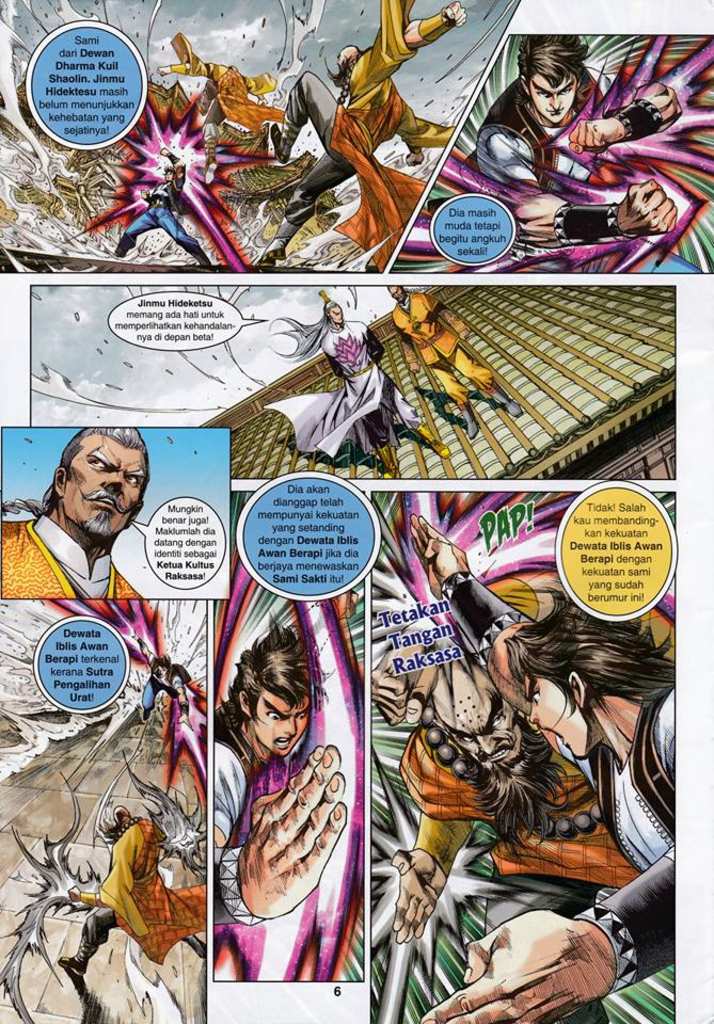 Sami
dari Dewan
Dharma Kuil
Shaolin. Jinmu
Hidektesu masih
belum menunjukkan
kehebatan yang
sejatinya!
Dia masih
muda tetapi
begitu angkuh
sekali!
Jinmu Hideketsu
memang ada hati untuk
memperlihatkan kehandalan-
nya di depan beta!
Mungkin
benar juga!
Maklumlah dia
datang dengan
identiti sebagai
Ketua Kultus
Raksasa!
Dia akan
dianggap telah
mempunyai kekuatan
yang setanding
dengan Dewata Iblis
Awan Berapi jika dia
berjaya menewaskan
Sami Sakti itu!
Tidak! Salah
kau membanding-
kan kekuatan
Dewata Iblis Awan
Berapi dengan
kekuatan sami
yang sudah
berumur ini!
PAP!
Tetakan
Tangan
Raksasa
Dewata
Iblis Awan
Berapi terkenal
kerana Sutra
Pengalihan
Urat!
6